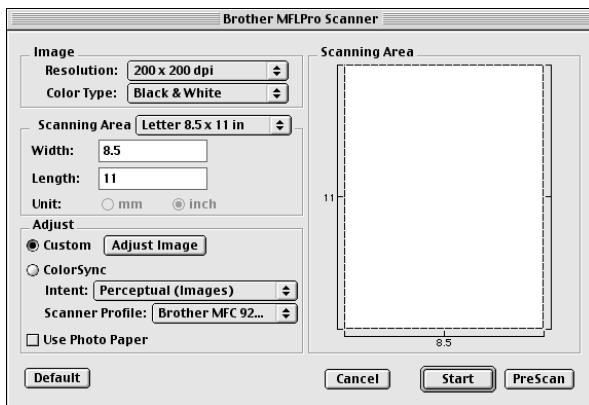 Brother MFLPro Scanner
Image
Resolution: 200 x 200 dpi
Color Type: Black & White
Scanning Area Letter 8.5 x 11 in
Width: 8.5
Length: 11
Unit: mm inch
Adjust
Custom Adjust Image
ColorSync
Intent: Perceptual (Images)
Scanner Profile: Brother MFC 92...
Use Photo Paper
Default
Scanning Area
11
8.5
Cancel Start PreScan